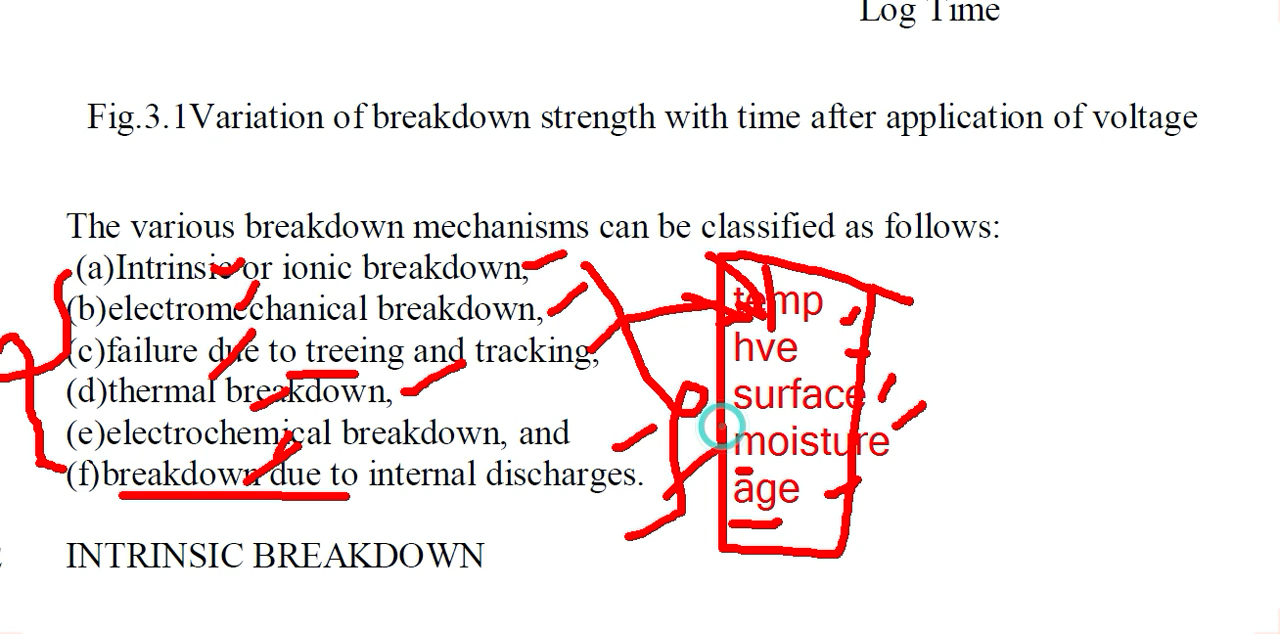 Log Time
Fig.3.1Variation of breakdown strength with time after application of voltage
The various breakdown mechanisms can be classified as follows:
(a)Intrinsic or ionic breakdown,
(b)electromechanical breakdown,
(c)failure due to treeing and tracking,
(d)thermal breakdown,
(e)electrochemical breakdown, and
(f)breakdown due to internal discharges.
temp
hve
surface
moisture
age
INTRINSIC BREAKDOWN